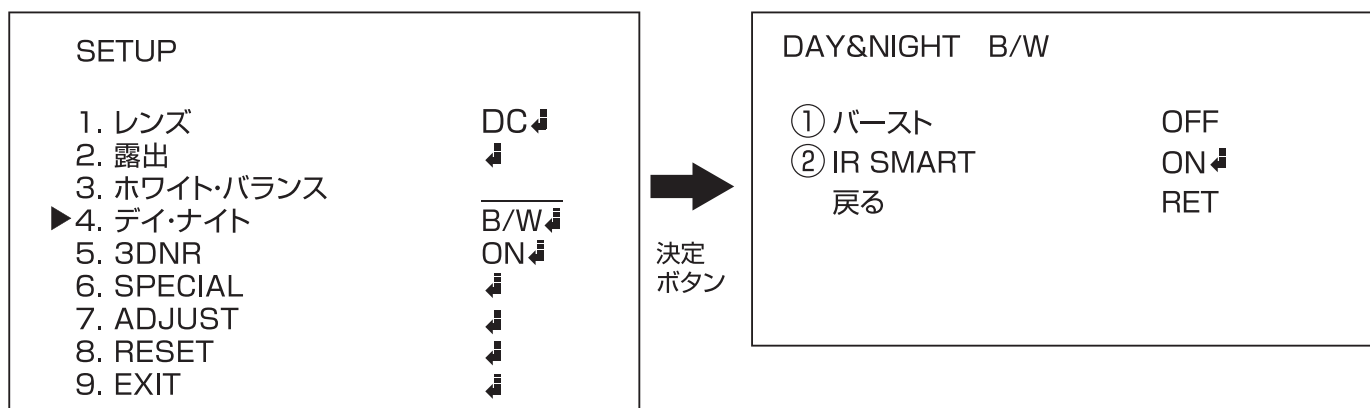 SETUP
1. レンズ DC↲
2. 露出 ↲
3. ホワイト・バランス ―――
▶4. デイ・ナイト B/W↲
5. 3DNR ON↲
6. SPECIAL ↲
7. ADJUST ↲
8. RESET ↲
9. EXIT ↲
決定
ボタン
DAY&NIGHT B/W
① バースト OFF
② IR SMART ON↲
戻る RET